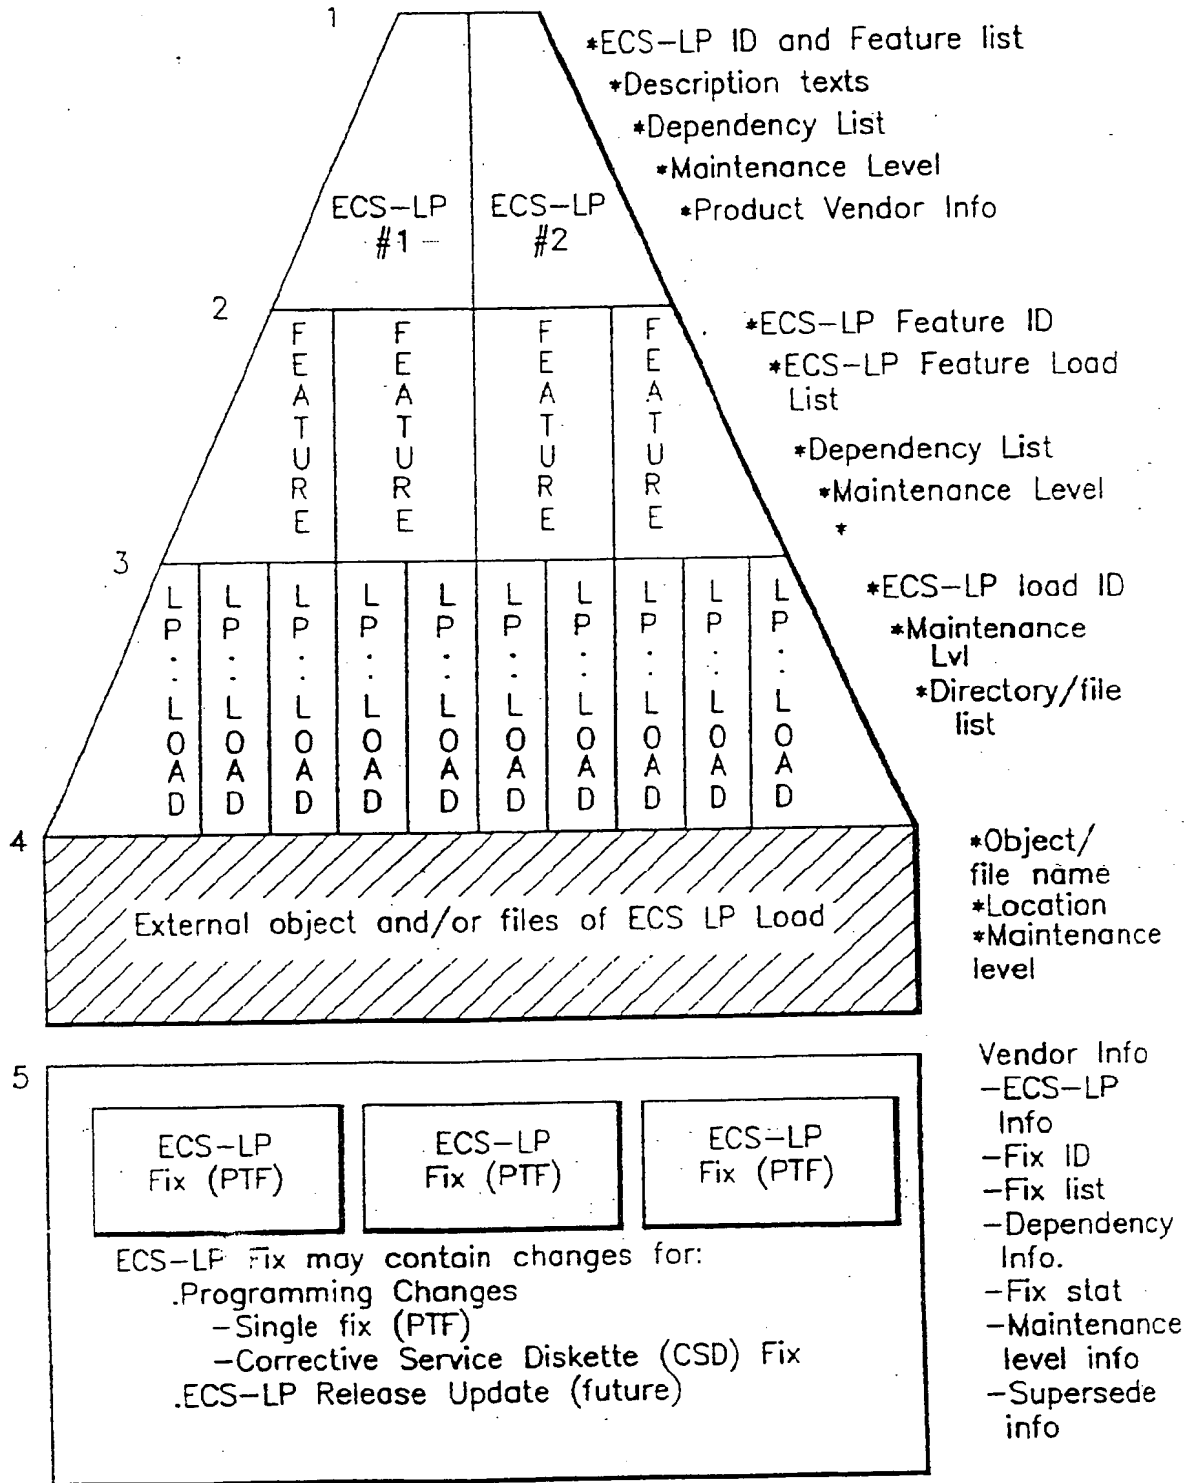 1
*ECS-LP ID and Feature list
*Description texts
*Dependency List
*Maintenance Level
*Product Vendor Info
ECS-LP
#1
ECS-LP
#2
2
FEATURE
FEATURE
FEATURE
FEATURE
*ECS-LP Feature ID
*ECS-LP Feature Load
List
*Dependency List
*Maintenance Level
*
3
LP..LOAD
LP..LOAD
LP..LOAD
LP..LOAD
LP..LOAD
LP..LOAD
LP..LOAD
LP..LOAD
LP..LOAD
LP..LOAD
*ECS-LP load ID
*Maintenance
Lvl
*Directory/file
list
4
External object and/or files of ECS LP Load
*Object/
file name
*Location
*Maintenance
level
5
ECS-LP
Fix (PTF)
ECS-LP
Fix (PTF)
ECS-LP
Fix (PTF)
ECS-LP Fix may contain changes for:
.Programming Changes
-Single fix (PTF)
-Corrective Service Diskette (CSD) Fix
.ECS-LP Release Update (future)
Vendor Info
-ECS-LP
Info
-Fix ID
-Fix list
-Dependency
Info.
-Fix stat
-Maintenance
level info
-Supersede
info